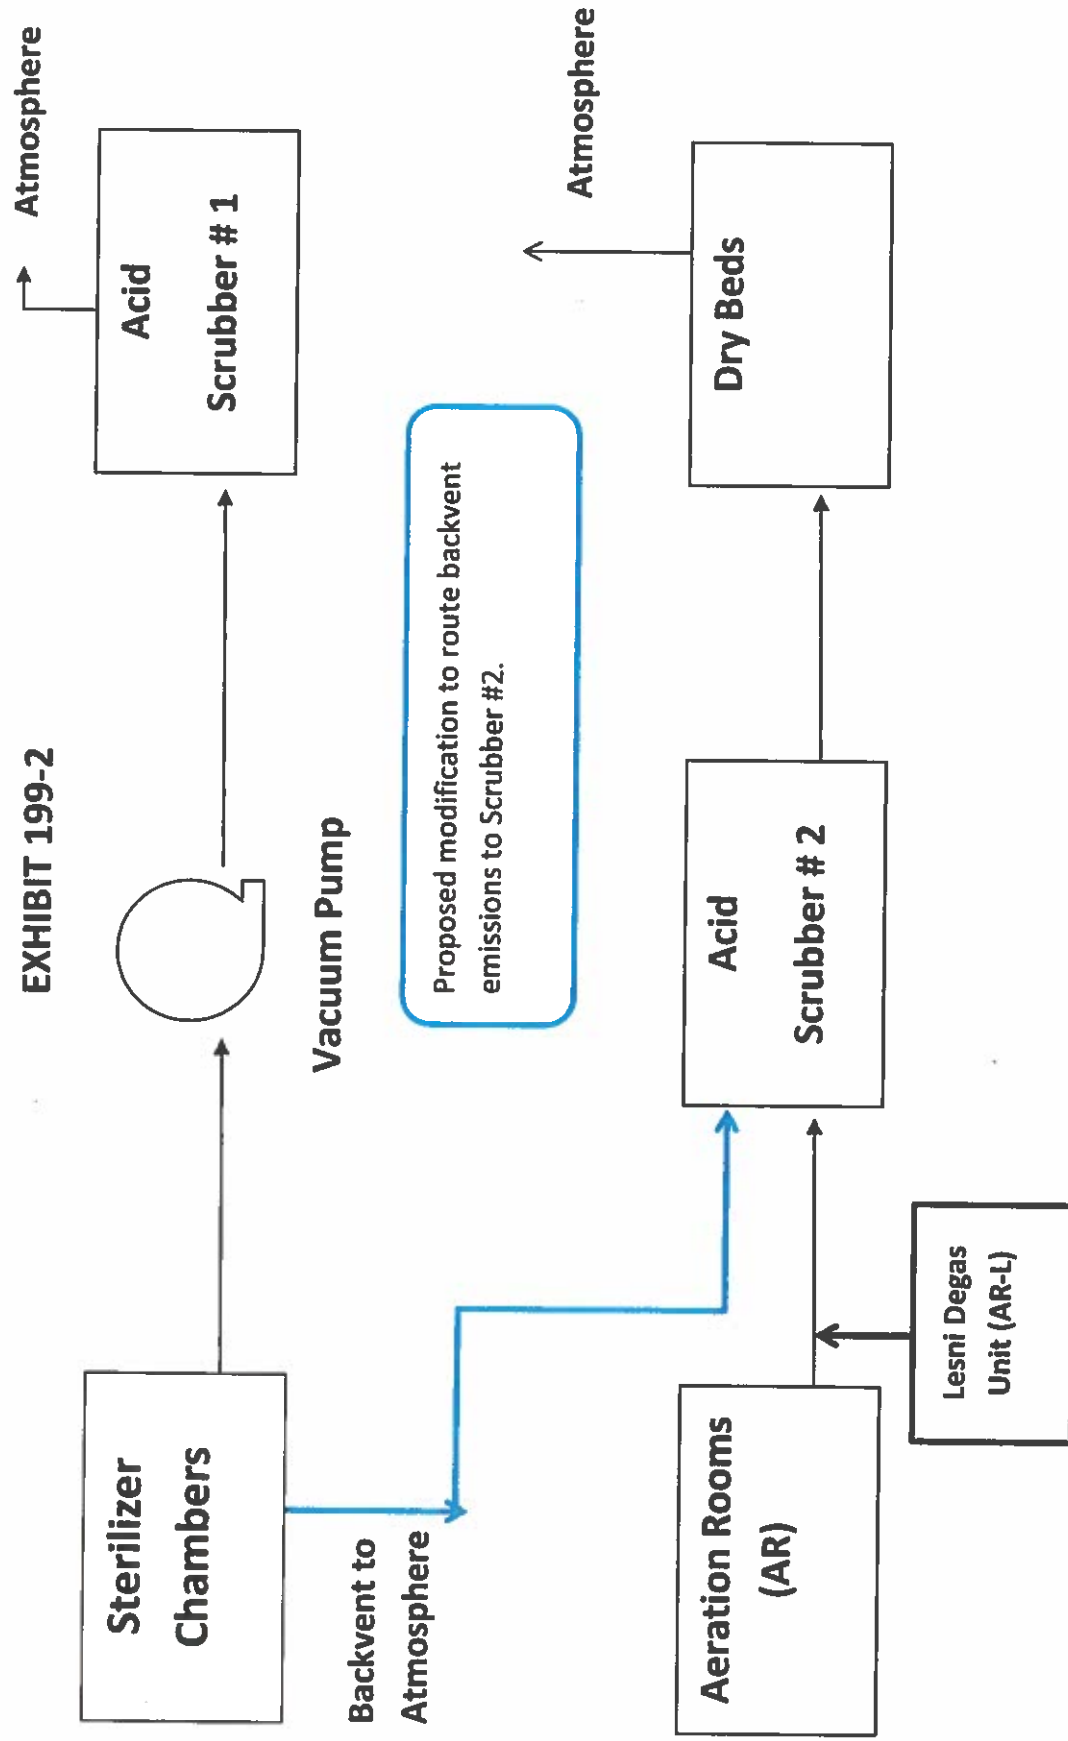 EXHIBIT 199-2
Sterilizer
Chambers
Vacuum Pump
Acid
Scrubber # 1
Atmosphere
Backvent to
Atmosphere
Proposed modification to route backvent
emissions to Scrubber #2.
Aeration Rooms
(AR)
Lesni Degas
Unit (AR-L)
Acid
Scrubber # 2
Dry Beds
Atmosphere